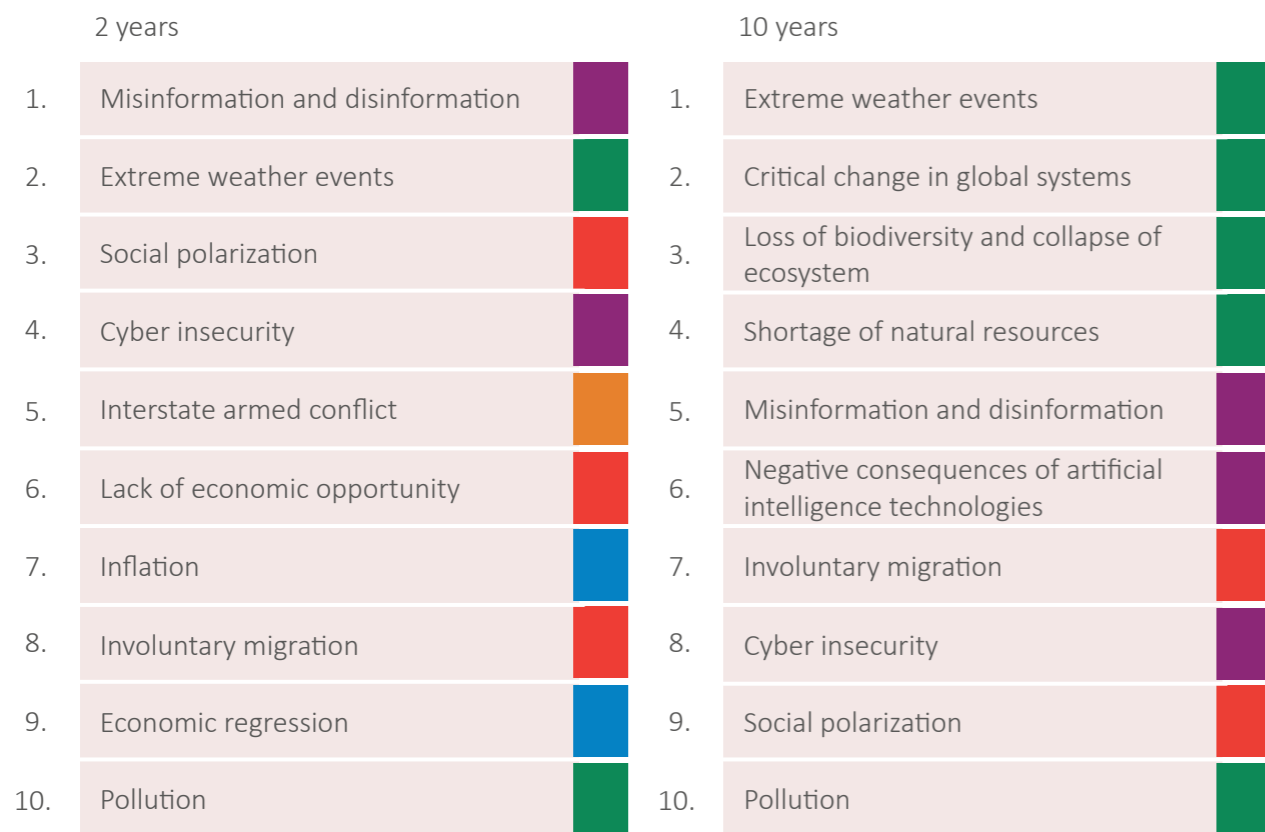 2 years
1. Misinformation and disinformation
2. Extreme weather events
3. Social polarization
4. Cyber insecurity
5. Interstate armed conflict
6. Lack of economic opportunity
7. Inflation
8. Involuntary migration
9. Economic regression
10. Pollution
10 years
1. Extreme weather events
2. Critical change in global systems
3. Loss of biodiversity and collapse of
ecosystem
4. Shortage of natural resources
5. Misinformation and disinformation
6. Negative consequences of artificial
intelligence technologies
7. Involuntary migration
8. Cyber insecurity
9. Social polarization
10. Pollution